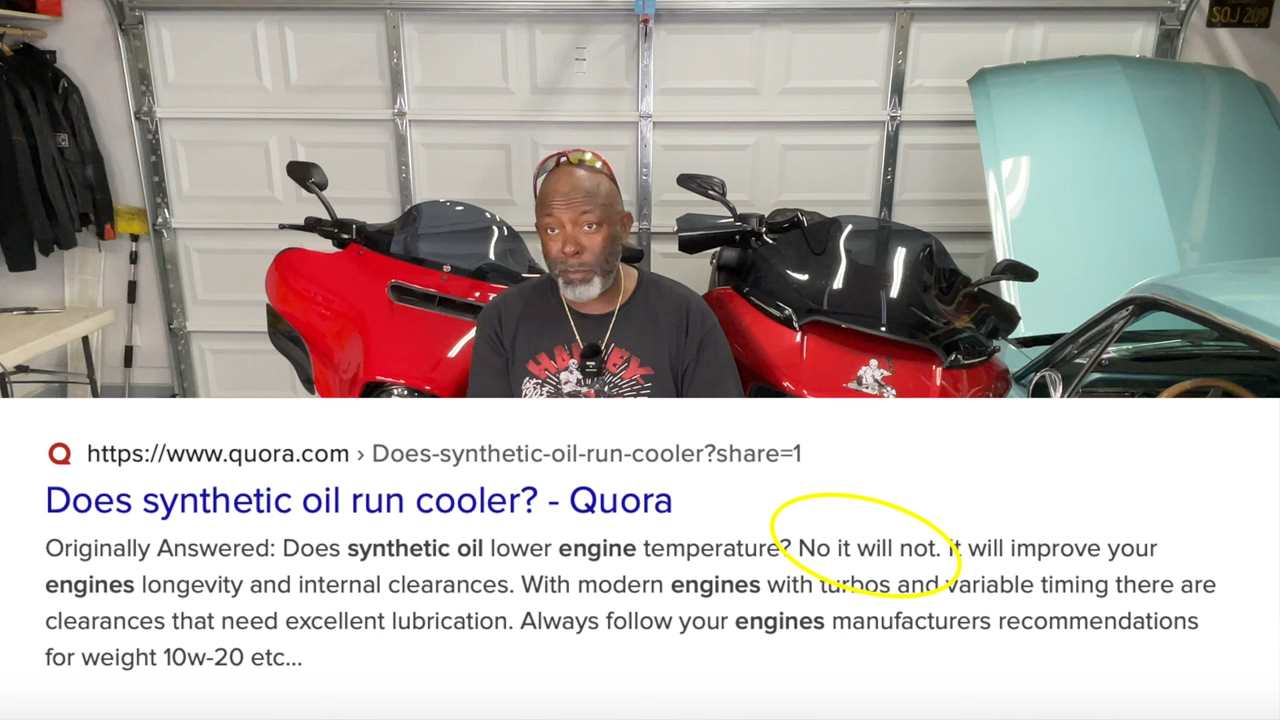 SOJ 209
HARLEY
https://www.quora.com › Does-synthetic-oil-run-cooler?share=1
Does synthetic oil run cooler? - Quora
Originally Answered: Does synthetic oil lower engine temperature? No it will not. It will improve your
engines longevity and internal clearances. With modern engines with turbos and variable timing there are
clearances that need excellent lubrication. Always follow your engines manufacturers recommendations
for weight 10w-20 etc...